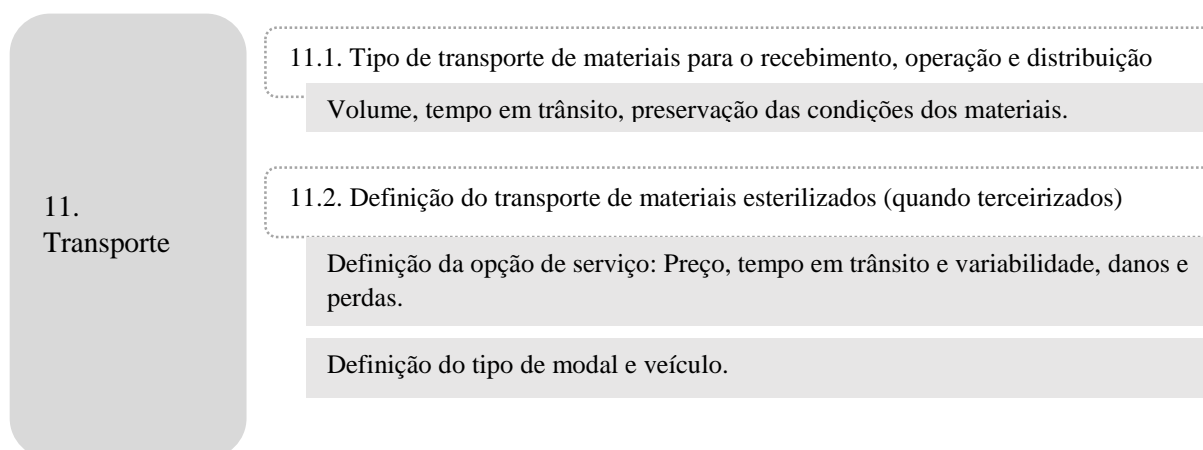 11.
Transporte
11.1. Tipo de transporte de materiais para o recebimento, operação e distribuição
Volume, tempo em trânsito, preservação das condições dos materiais.
11.2. Definição do transporte de materiais esterilizados (quando terceirizados)
Definição da opção de serviço: Preço, tempo em trânsito e variabilidade, danos e
perdas.
Definição do tipo de modal e veículo.